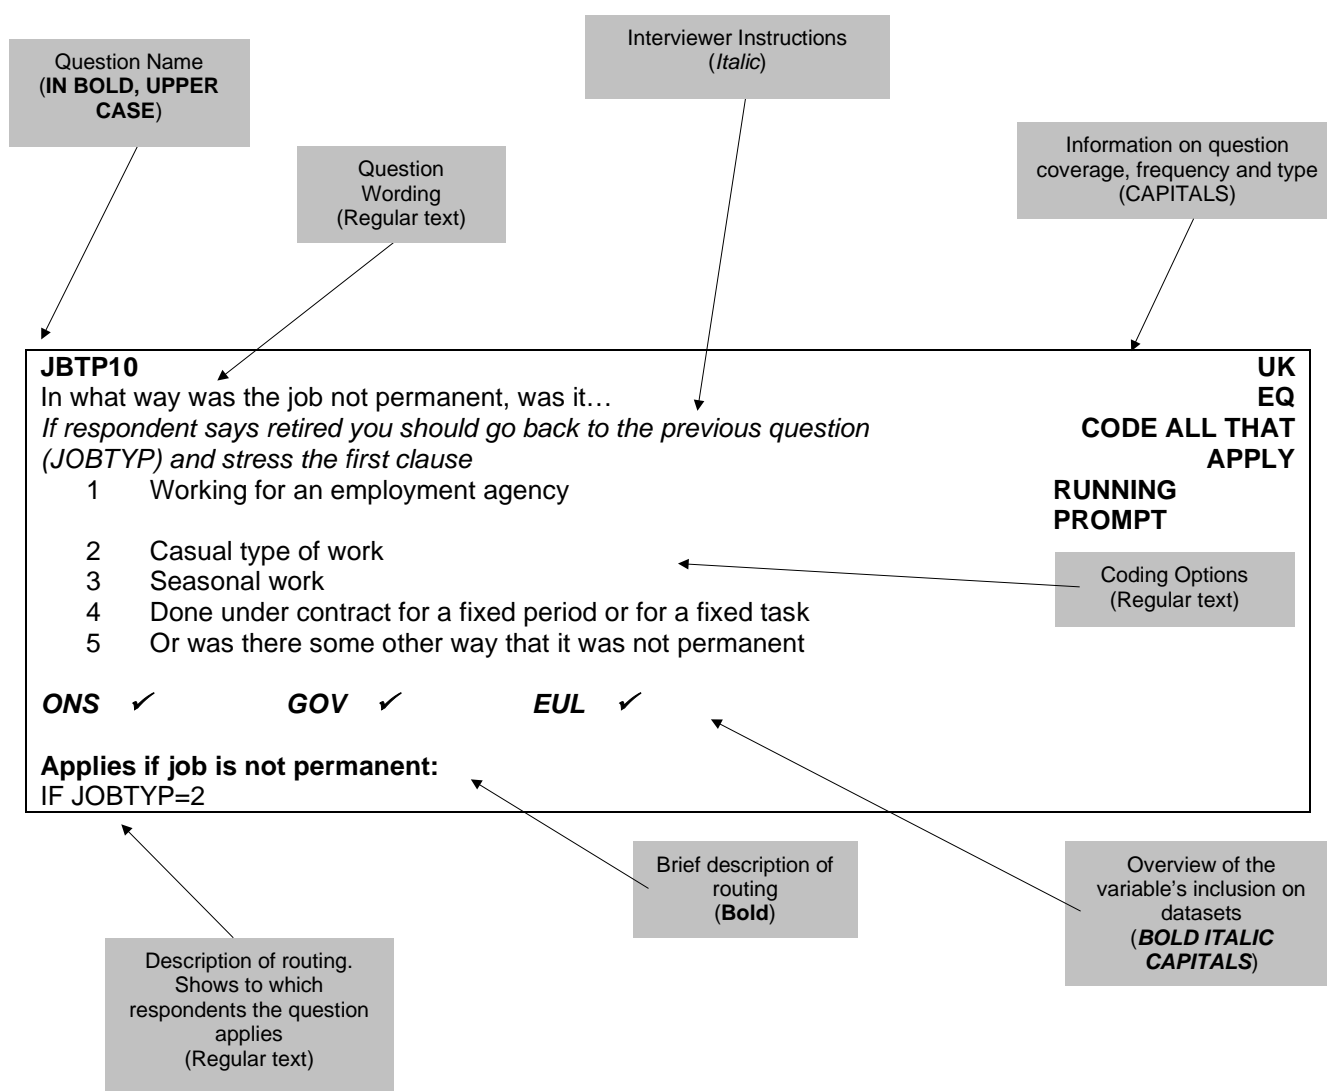 Interviewer Instructions
(Italic)
Question Name
(IN BOLD, UPPER
CASE)
Information on question
coverage, frequency and type
(CAPITALS)
Question
Wording
(Regular text)
JBTP10
UK
In what way was the job not permanent, was it…
EQ
If respondent says retired you should go back to the previous question
CODE ALL THAT
(JOBTYP) and stress the first clause
APPLY
1 Working for an employment agency
RUNNING
PROMPT
2 Casual type of work
3 Seasonal work
4 Done under contract for a fixed period or for a fixed task
5 Or was there some other way that it was not permanent
Coding Options
(Regular text)
ONS ✓ GOV ✓ EUL ✓
Applies if job is not permanent:
IF JOBTYP=2
Brief description of
routing
(Bold)
Overview of the
variable’s inclusion on
datasets
(BOLD ITALIC
CAPITALS)
Description of routing.
Shows to which
respondents the question
applies
(Regular text)